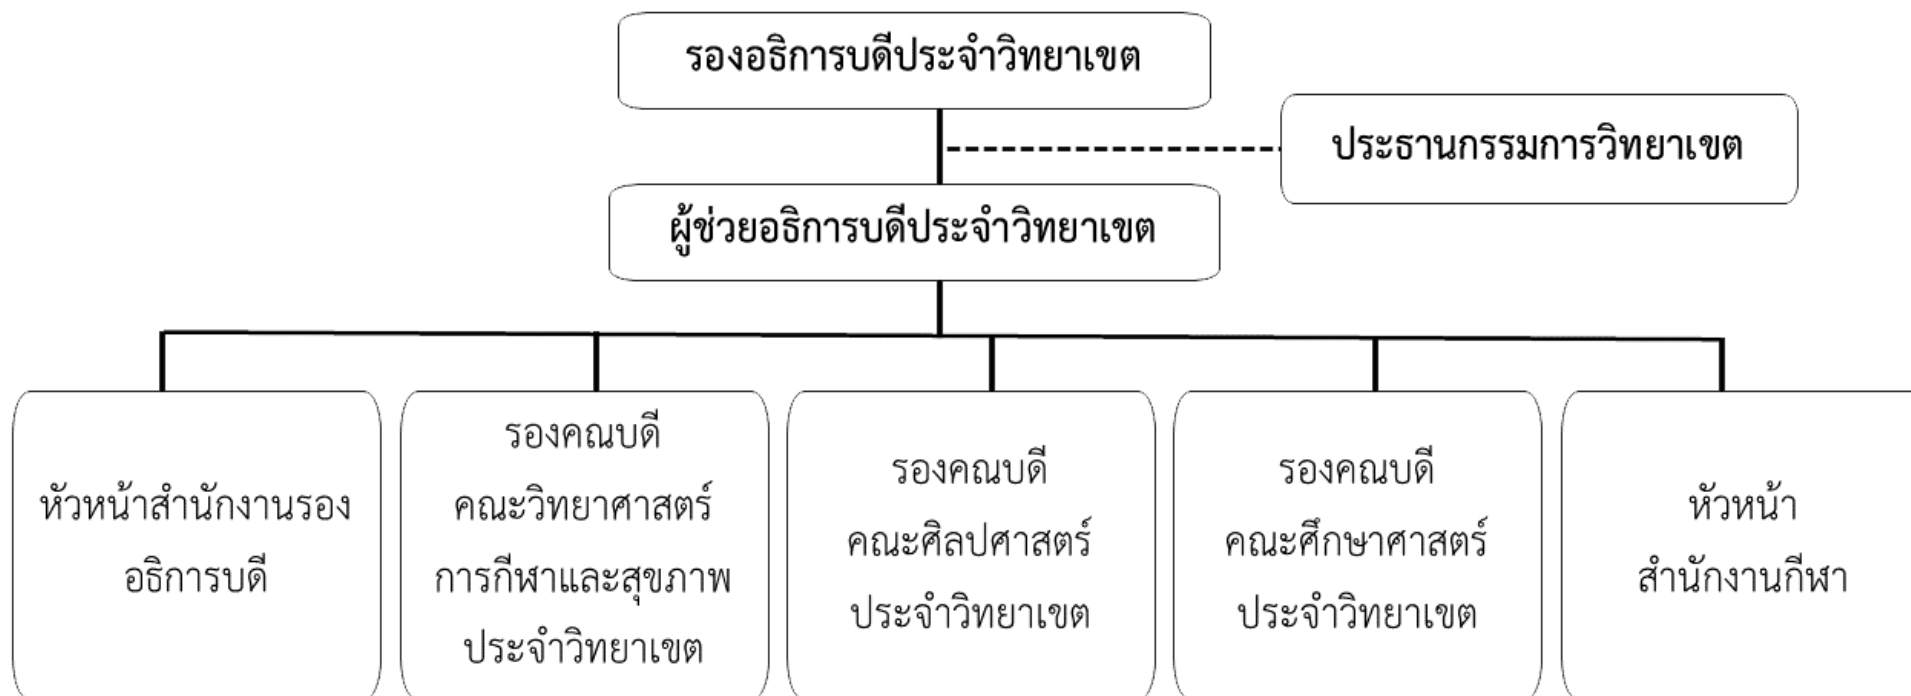 รองอธิการบดีประจำวิทยาเขต
ประธานกรรมการวิทยาเขต
ผู้ช่วยอธิการบดีประจำวิทยาเขต
หัวหน้าสำนักงานรอง
อธิการบดี
รองคณบดี
คณะวิทยาศาสตร์
การกีฬาและสุขภาพ
ประจำวิทยาเขต
รองคณบดี
คณะศิลปศาสตร์
ประจำวิทยาเขต
รองคณบดี
คณะศึกษาศาสตร์
ประจำวิทยาเขต
หัวหน้า
สำนักงานกีฬา